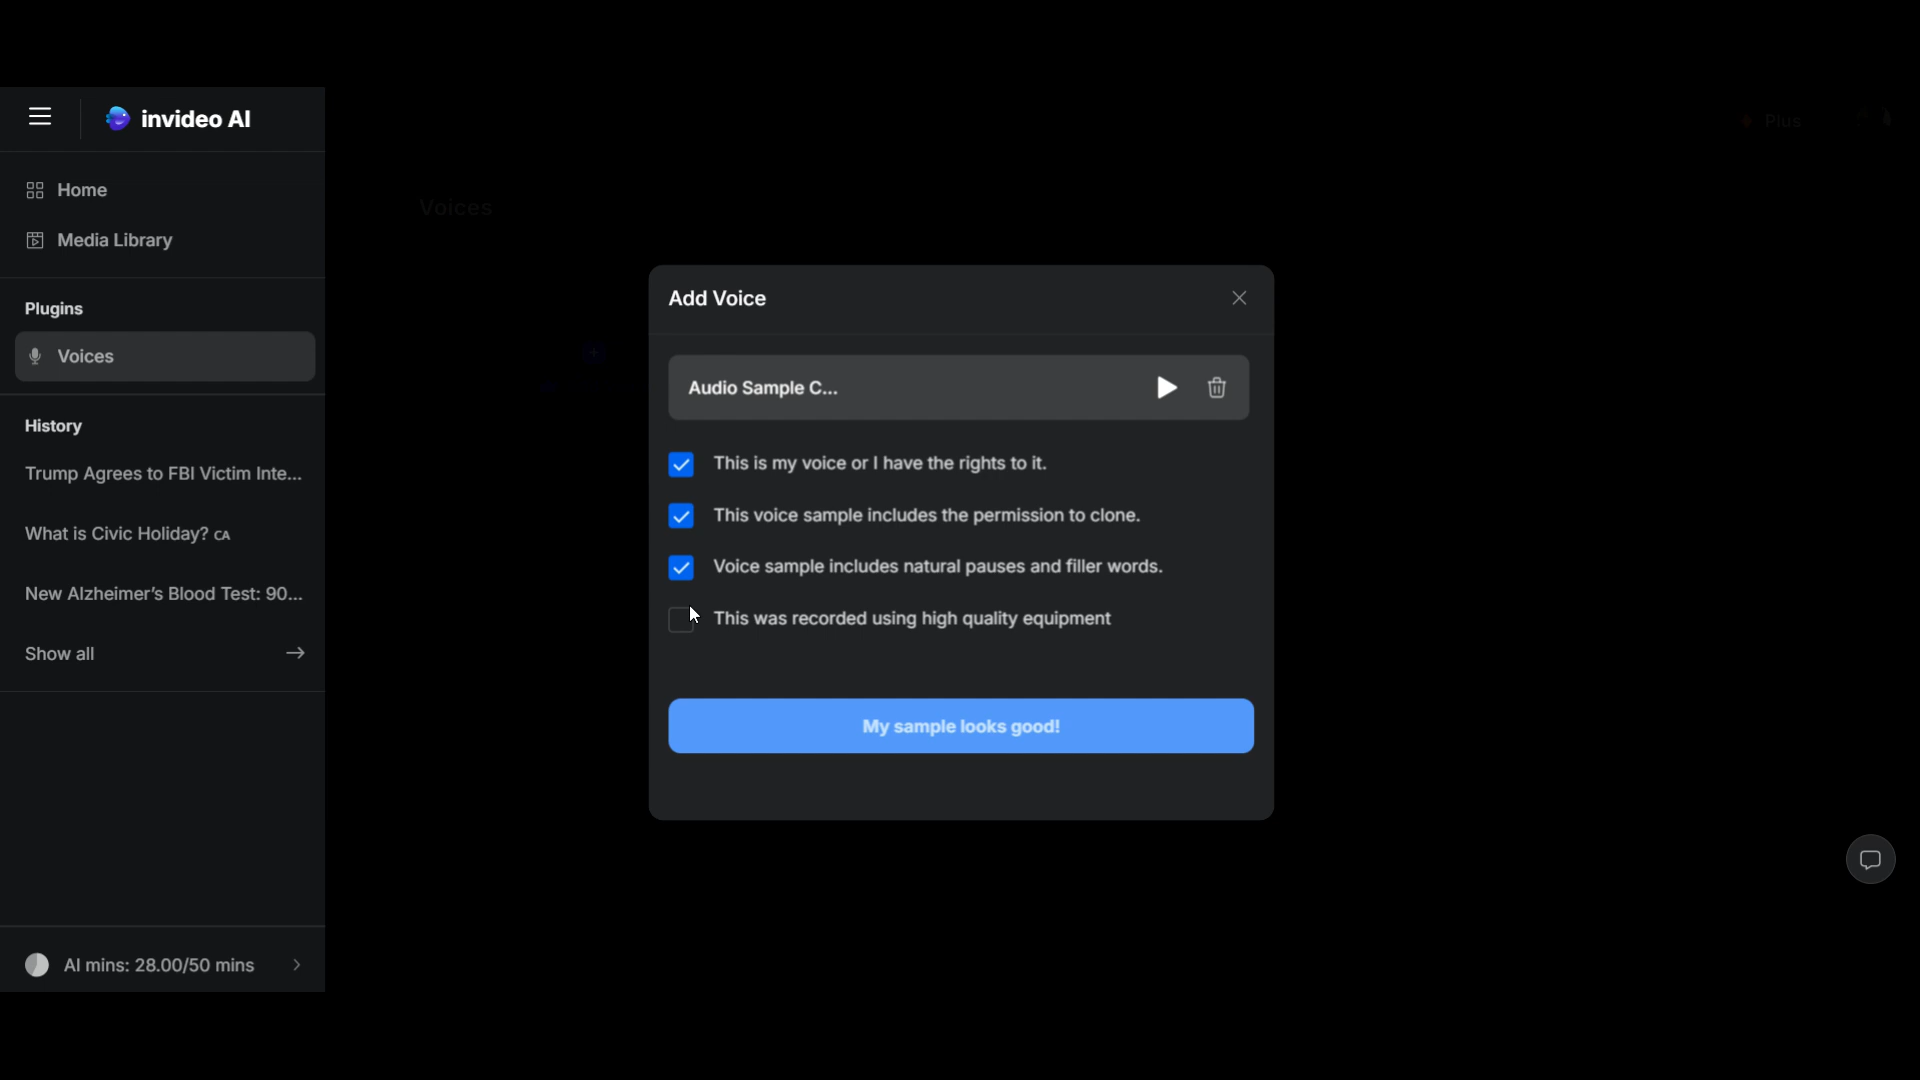 invideo AI
Plus
Home
Voices
Media Library
Plugins
Voices
History
Trump Agrees to FBI Victim Inte...
What is Civic Holiday? CA
New Alzheimer's Blood Test: 90...
Show all
AI mins: 28.00/50 mins
Add Voice
Audio Sample C...
This is my voice or I have the rights to it.
This voice sample includes the permission to clone.
Voice sample includes natural pauses and filler words.
This was recorded using high quality equipment
My sample looks good!